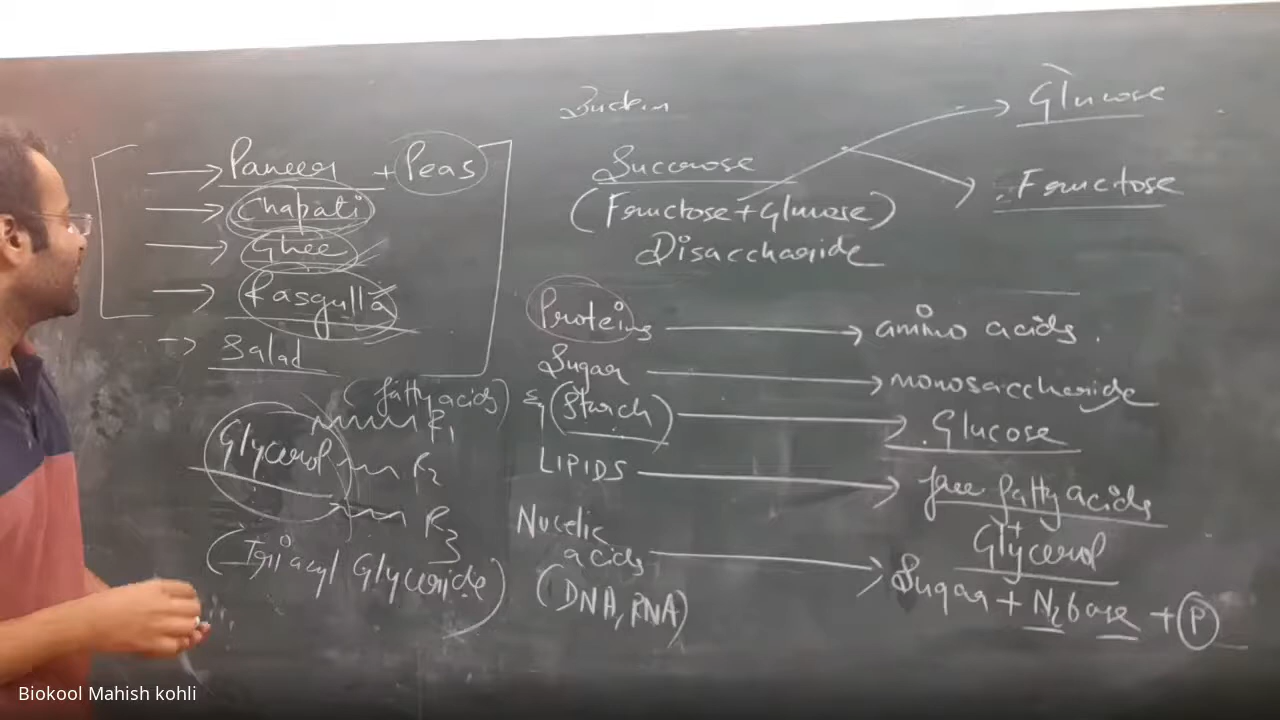 Paneer + Peas
Chapati
Ghee
Rasgulla
Salad
(fatty acids)
Glycerol
R1
R2
R3
(Triacyl Glyceride)
Sucrose
(Fructose + Glucose)
Disaccharide
Glucose
Fructose
Proteins → amino acids.
Sugar → monosaccharide
& (Starch) → Glucose
LIPIDS → free fatty acids
+
Glycerol
Nucelic
acids → Sugar + N2 base + P
(DNA, RNA)
Biokool Mahish kohli